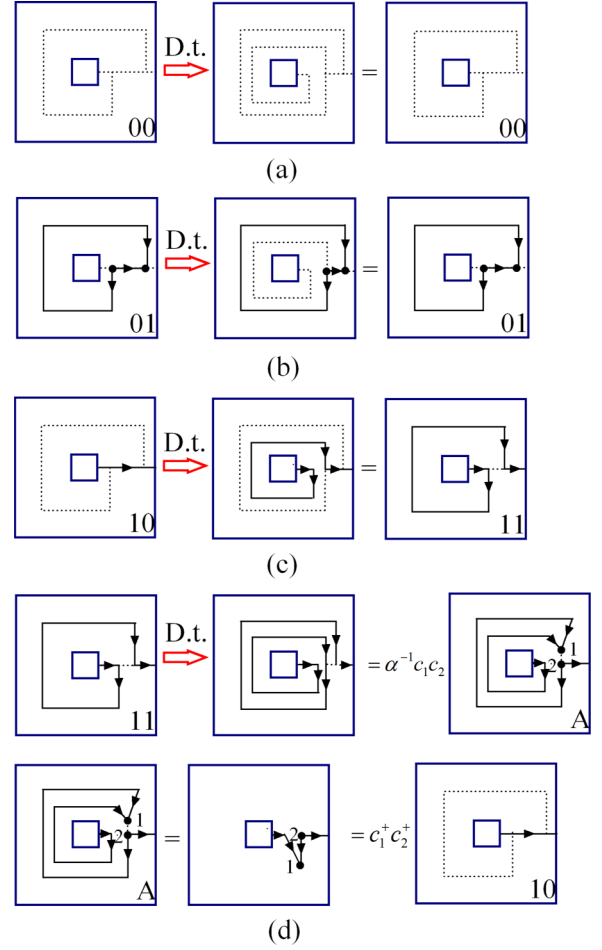 D.t.
=
00
00
(a)
D.t.
=
01
01
(b)
D.t.
=
10
11
(c)
D.t.
= α⁻¹c₁c₂
1
2
11
A
1
2
=
2
1
= c₁⁺c₂⁺
A
10
(d)